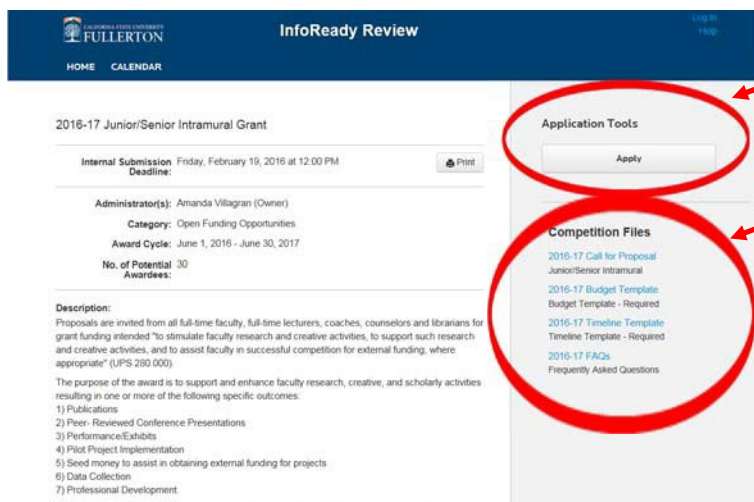 CALIFORNIA STATE UNIVERSITY
FULLERTON
InfoReady Review
Log In
Help
HOME CALENDAR
2016-17 Junior/Senior Intramural Grant
Internal Submission Deadline: Friday, February 19, 2016 at 12:00 PM
Print
Administrator(s): Amanda Villagran (Owner)
Category: Open Funding Opportunities
Award Cycle: June 1, 2016 - June 30, 2017
No. of Potential Awardees: 30
Description:
Proposals are invited from all full-time faculty, full-time lecturers, coaches, counselors and librarians for
grant funding intended "to stimulate faculty research and creative activities, to support such research
and creative activities, and to assist faculty in successful competition for external funding, where
appropriate" (UPS 280.000).
The purpose of the award is to support and enhance faculty research, creative, and scholarly activities
resulting in one or more of the following specific outcomes:
1) Publications
2) Peer- Reviewed Conference Presentations
3) Performance/Exhibits
4) Pilot Project Implementation
5) Seed money to assist in obtaining external funding for projects
6) Data Collection
7) Professional Development
Application Tools
Apply
Competition Files
2016-17 Call for Proposal
Junior/Senior Intramural
2016-17 Budget Template
Budget Template - Required
2016-17 Timeline Template
Timeline Template - Required
2016-17 FAQs
Frequently Asked Questions